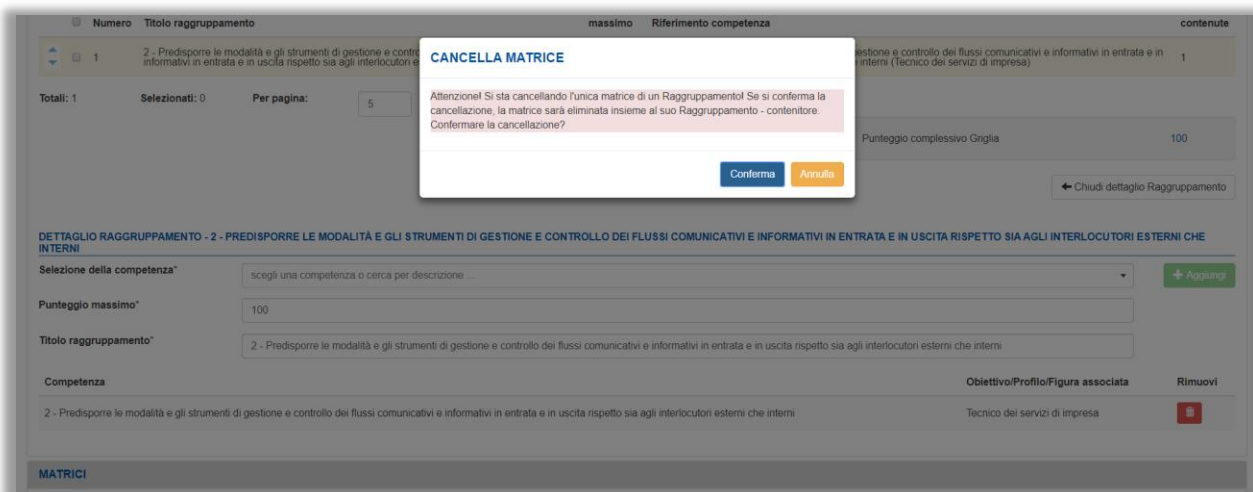 Numero Titolo raggruppamento massimo Riferimento competenza contenute
1 2 - Predisporre le modalità e gli strumenti di gestione e contro estione e controllo dei flussi comunicativi e informativi in entrata e in 1
informativi in entrata e in uscita rispetto sia agli interlocutori e i interni (Tecnico dei servizi di impresa)
CANCELLA MATRICE
Attenzione! Si sta cancellando l'unica matrice di un Raggruppamento! Se si conferma la
cancellazione, la matrice sarà eliminata insieme al suo Raggruppamento - contenitore.
Confermare la cancellazione?
Conferma Annulla
Totali: 1 Selezionati: 0 Per pagina: 5
Punteggio complessivo Griglia 100
Chiudi dettaglio Raggruppamento
DETTAGLIO RAGGRUPPAMENTO - 2 - PREDISPORRE LE MODALITÀ E GLI STRUMENTI DI GESTIONE E CONTROLLO DEI FLUSSI COMUNICATIVI E INFORMATIVI IN ENTRATA E IN USCITA RISPETTO SIA AGLI INTERLOCUTORI ESTERNI CHE
INTERNI
Selezione della competenza* scegli una competenza o cerca per descrizione ... + Aggiungi
Punteggio massimo* 100
Titolo raggruppamento* 2 - Predisporre le modalità e gli strumenti di gestione e controllo dei flussi comunicativi e informativi in entrata e in uscita rispetto sia agli interlocutori esterni che interni
Competenza Obiettivo/Profilo/Figura associata Rimuovi
2 - Predisporre le modalità e gli strumenti di gestione e controllo dei flussi comunicativi e informativi in entrata e in uscita rispetto sia agli interlocutori esterni che interni Tecnico dei servizi di impresa
MATRICI